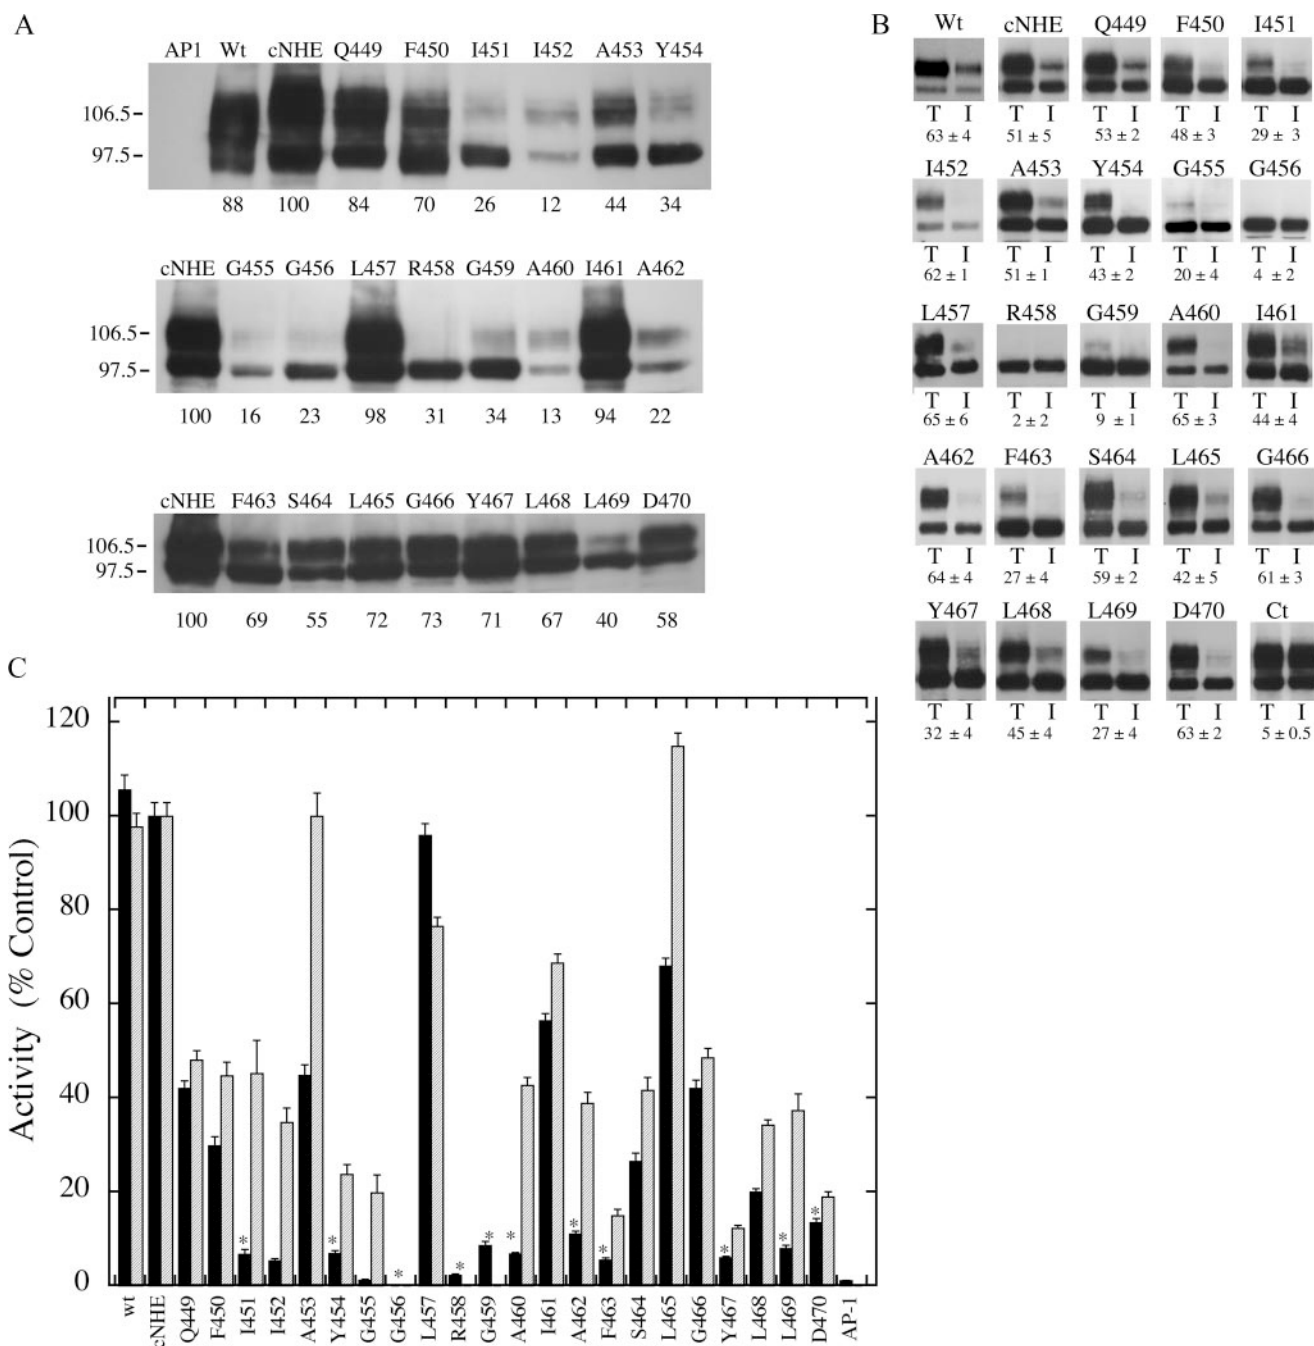 A
AP1 Wt cNHE Q449 F450 I451 I452 A453 Y454
106.5
97.5
88 100 84 70 26 12 44 34
cNHE G455 G456 L457 R458 G459 A460 I461 A462
106.5
97.5
100 16 23 98 31 34 13 94 22
cNHE F463 S464 L465 G466 Y467 L468 L469 D470
106.5
97.5
100 69 55 72 73 71 67 40 58
B
Wt cNHE Q449 F450 I451
T I T I T I T I T I
63 ± 4 51 ± 5 53 ± 2 48 ± 3 29 ± 3
I452 A453 Y454 G455 G456
T I T I T I T I T I
62 ± 1 51 ± 1 43 ± 2 20 ± 4 4 ± 2
L457 R458 G459 A460 I461
T I T I T I T I T I
65 ± 6 2 ± 2 9 ± 1 65 ± 3 44 ± 4
A462 F463 S464 L465 G466
T I T I T I T I T I
64 ± 4 27 ± 4 59 ± 2 42 ± 5 61 ± 3
Y467 L468 L469 D470 Ct
T I T I T I T I T I
32 ± 4 45 ± 4 27 ± 4 63 ± 2 5 ± 0.5
C
Activity (% Control)
120
100
80
60
40
20
0
* * * * * * * * * * *
wt cNHE Q449 F450 I451 I452 A453 Y454 G455 G456 L457 R458 G459 A460 I461 A462 F463 S464 L465 G466 Y467 L468 L469 D470 AP-1